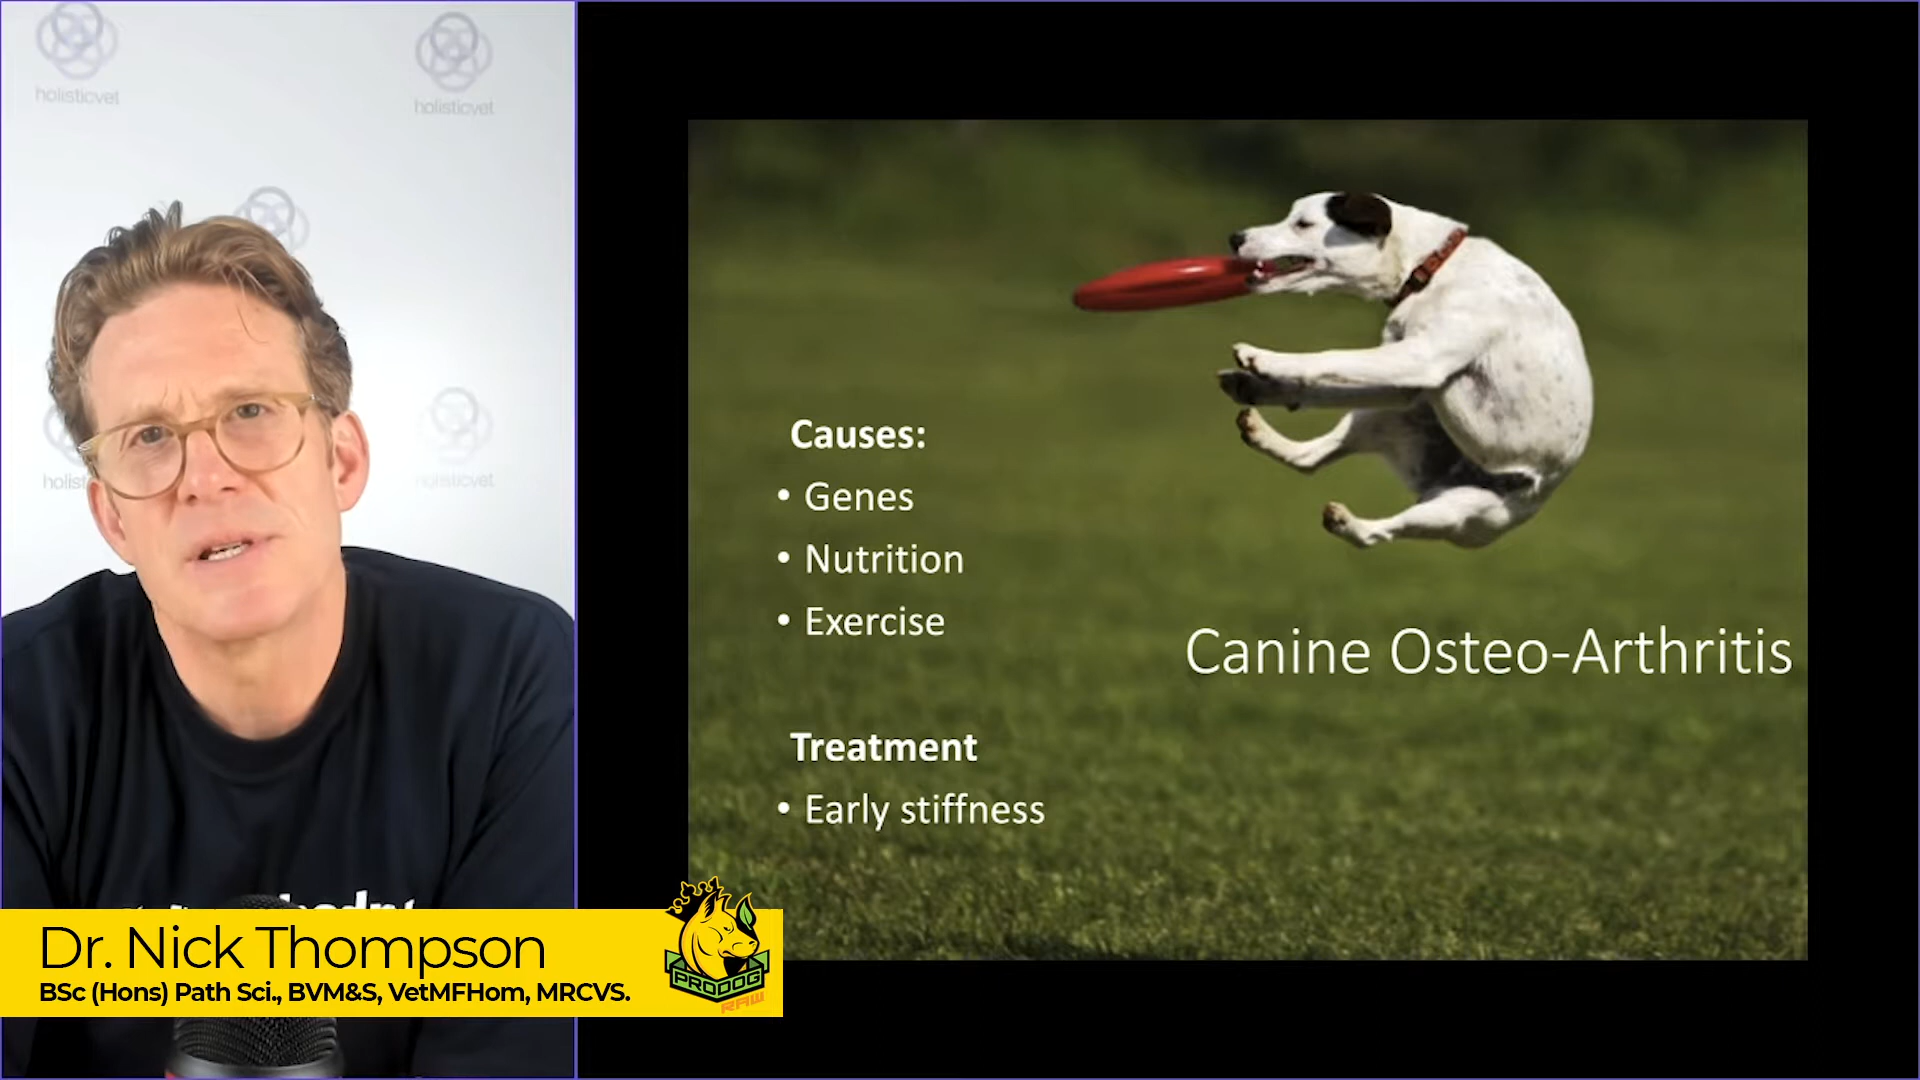 holisticvet
holisticvet
holisticvet
Causes:
• Genes
• Nutrition
• Exercise
Canine Osteo-Arthritis
Treatment
• Early stiffness
Dr. Nick Thompson
BSc (Hons) Path Sci., BVM&S, VetMFHom, MRCVS.
PRODOG
RAW